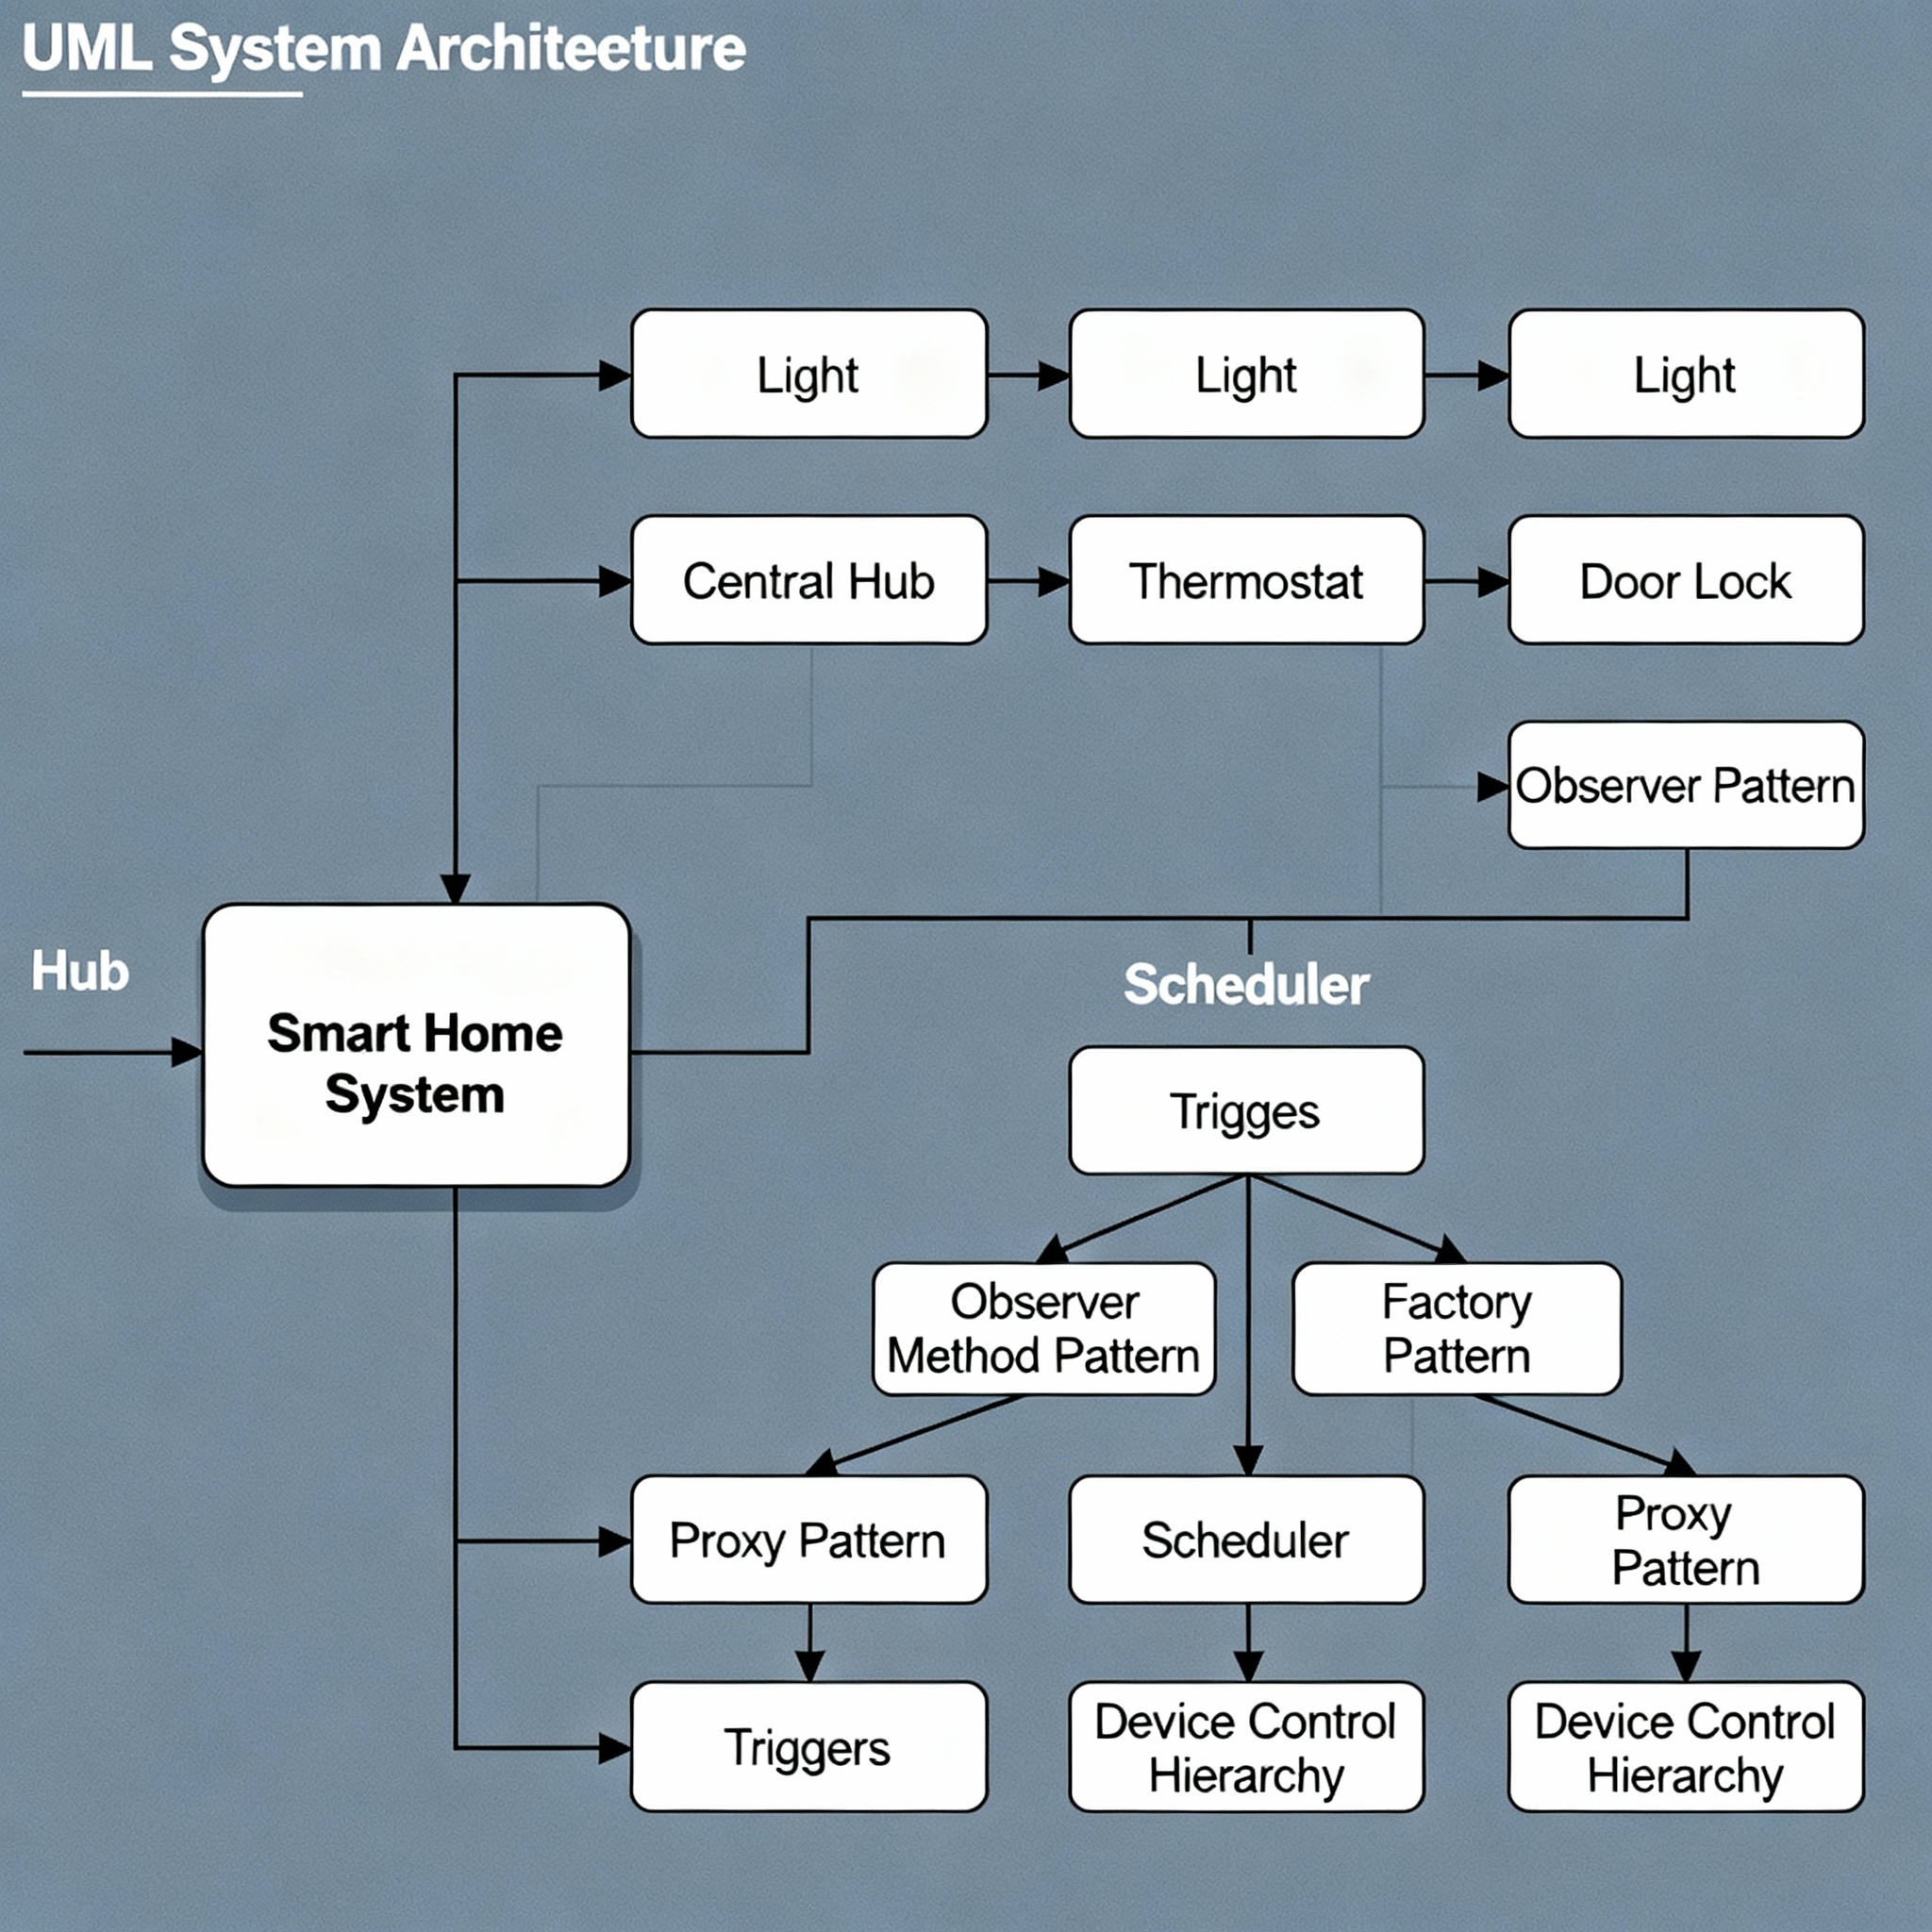 UML System Architeeture
Light
Light
Light
Central Hub
Thermostat
Door Lock
Observer Pattern
Hub
Smart Home
System
Scheduler
Trigges
Observer
Method Pattern
Factory
Pattern
Proxy Pattern
Scheduler
Proxy
Pattern
Triggers
Device Control
Hierarchy
Device Control
Hierarchy